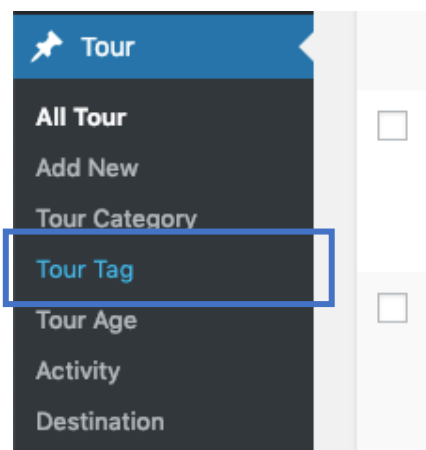 Tour
All Tour
Add New
Tour Category
Tour Tag
Tour Age
Activity
Destination